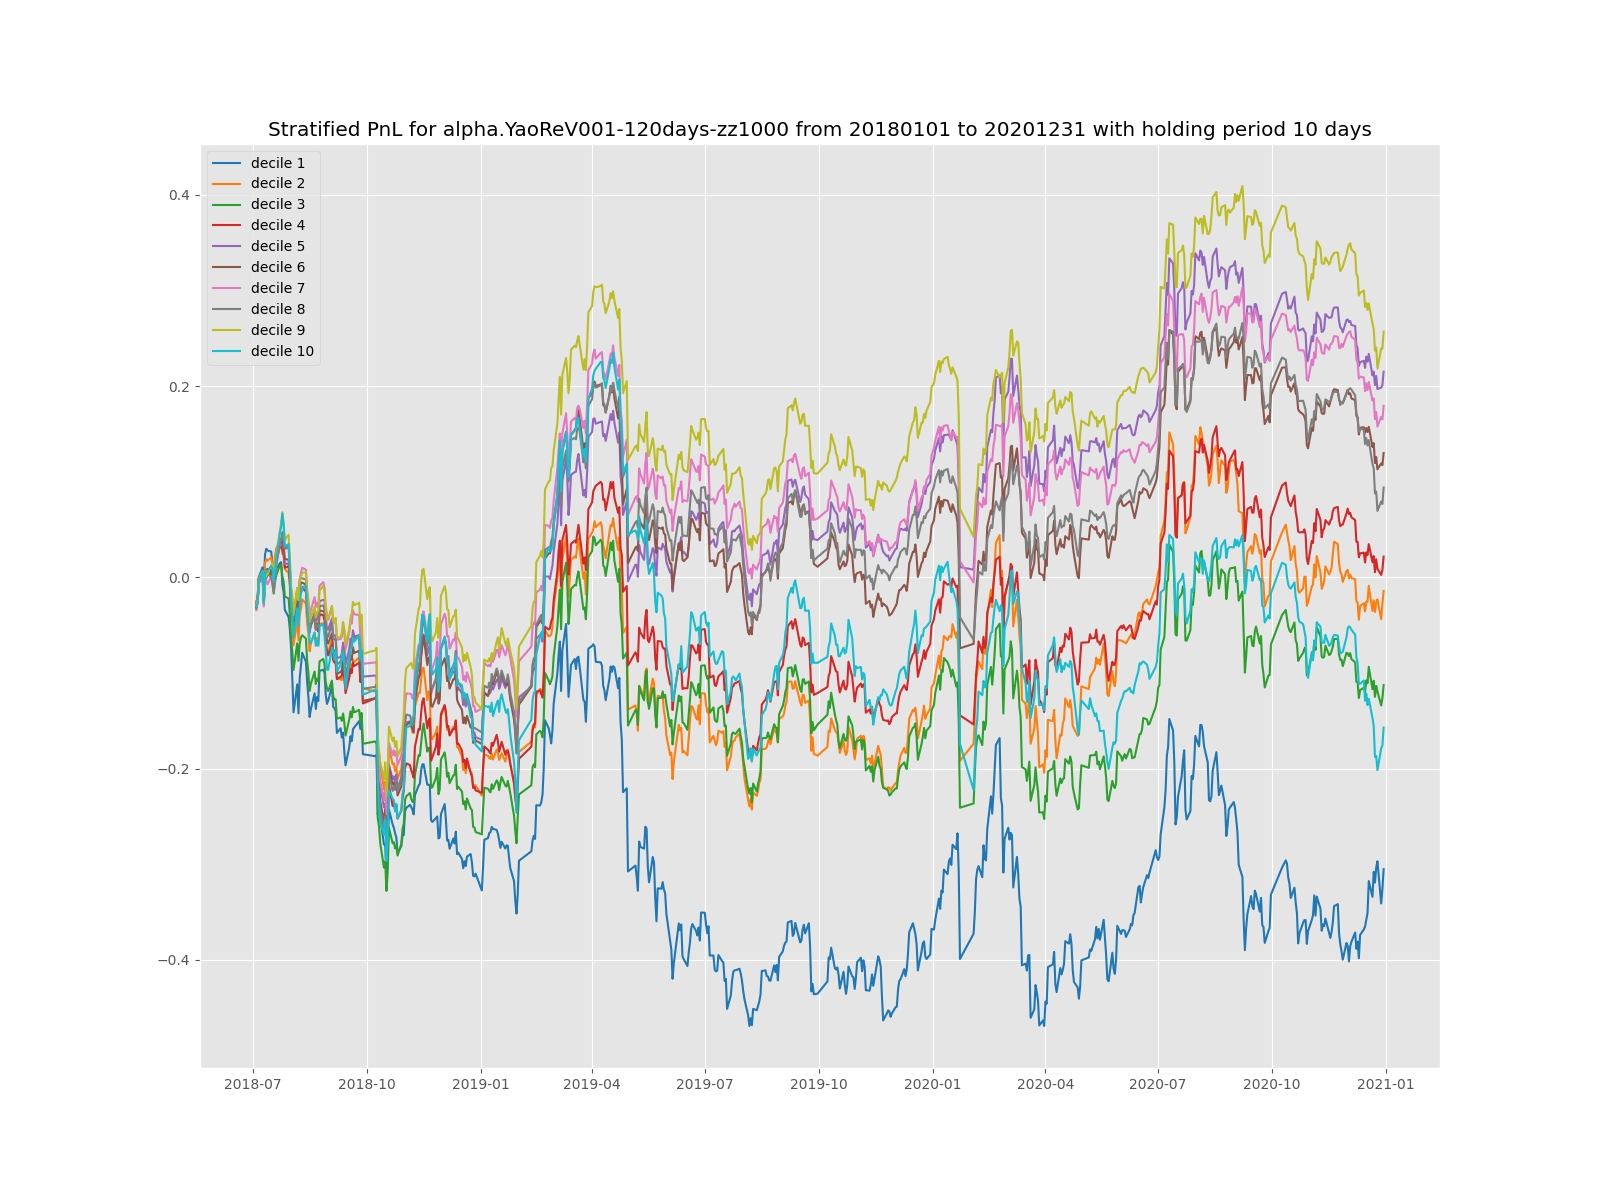 Stratified PnL for alpha.YaoReV001-120days-zz1000 from 20180101 to 20201231 with holding period 10 days
decile 1
decile 2
decile 3
decile 4
decile 5
decile 6
decile 7
decile 8
decile 9
decile 10
0.4
0.2
0.0
−0.2
−0.4
2018-07 2018-10 2019-01 2019-04 2019-07 2019-10 2020-01 2020-04 2020-07 2020-10 2021-01